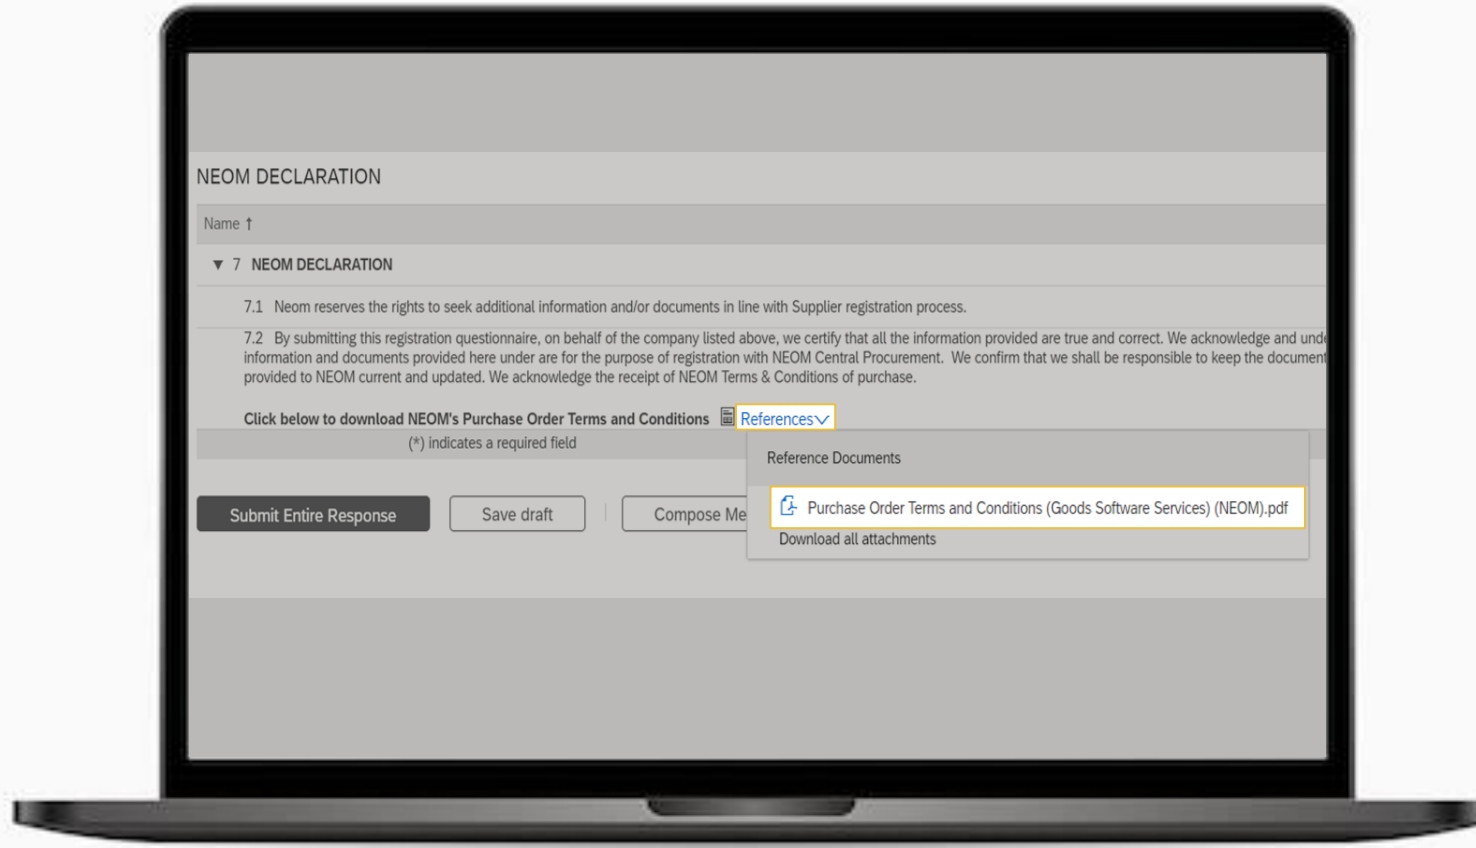 NEOM DECLARATION
Name ↑
▼ 7 NEOM DECLARATION
7.1 Neom reserves the rights to seek additional information and/or documents in line with Supplier registration process.
7.2 By submitting this registration questionnaire, on behalf of the company listed above, we certify that all the information provided are true and correct. We acknowledge and unde
information and documents provided here under are for the purpose of registration with NEOM Central Procurement. We confirm that we shall be responsible to keep the document
provided to NEOM current and updated. We acknowledge the receipt of NEOM Terms & Conditions of purchase.
Click below to download NEOM's Purchase Order Terms and Conditions References
(*) indicates a required field
Reference Documents
Submit Entire Response Save draft Compose Me
Purchase Order Terms and Conditions (Goods Software Services) (NEOM).pdf
Download all attachments